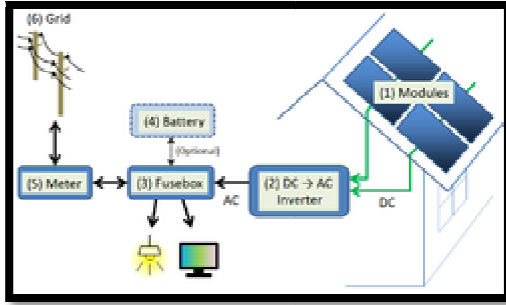 (6) Grid
(1) Modules
(4) Battery
(Optional)
(5) Meter
(3) Fusebox
AC
(2) DC → AC
Inverter
DC